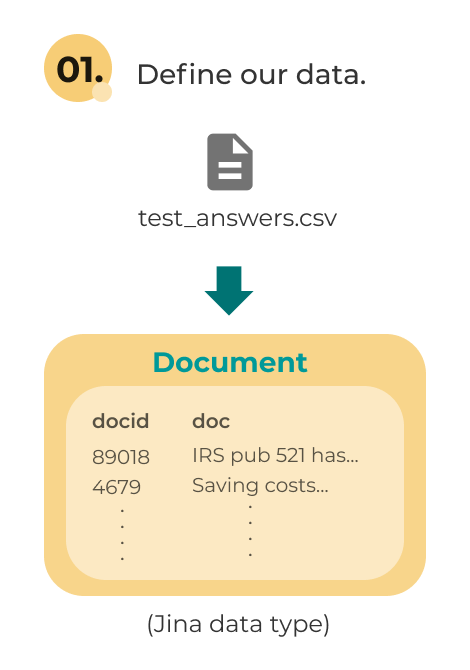 01. Define our data.
test_answers.csv
Document
docid doc
89018 IRS pub 521 has...
4679 Saving costs...
(Jina data type)